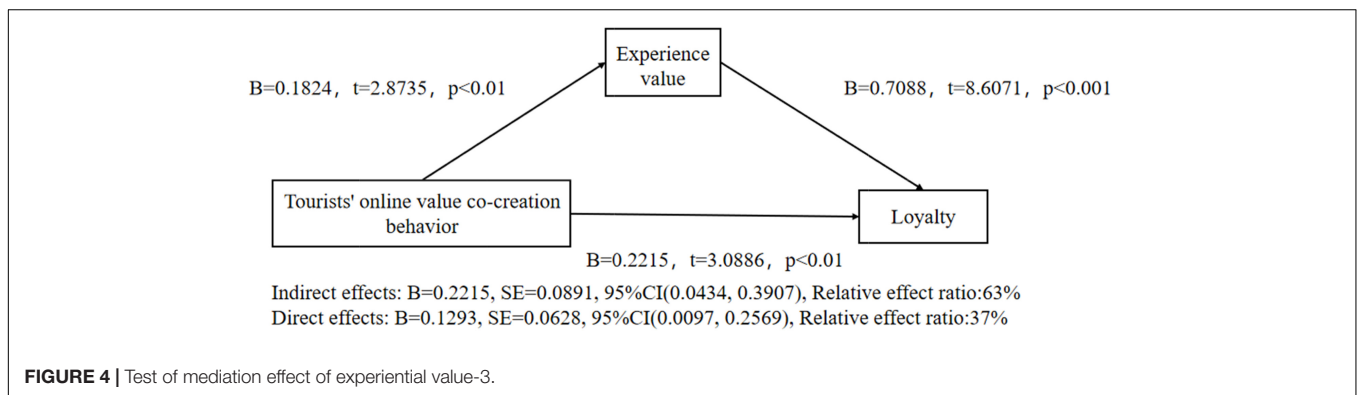 Experience
value
B=0.1824, t=2.8735, p<0.01
B=0.7088, t=8.6071, p<0.001
Tourists' online value co-creation
behavior
Loyalty
B=0.2215, t=3.0886, p<0.01
Indirect effects: B=0.2215, SE=0.0891, 95%CI(0.0434, 0.3907), Relative effect ratio:63%
Direct effects: B=0.1293, SE=0.0628, 95%CI(0.0097, 0.2569), Relative effect ratio:37%
FIGURE 4 | Test of mediation effect of experiential value-3.